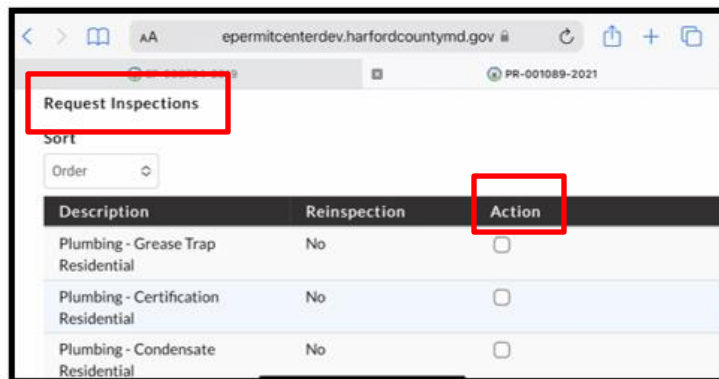 AA epermitcenterdev.harfordcountymd.gov
PR-001089-2021
Request Inspections
Sort
Order
Description Reinspection Action
Plumbing - Grease Trap No
Residential
Plumbing - Certification No
Residential
Plumbing - Condensate No
Residential